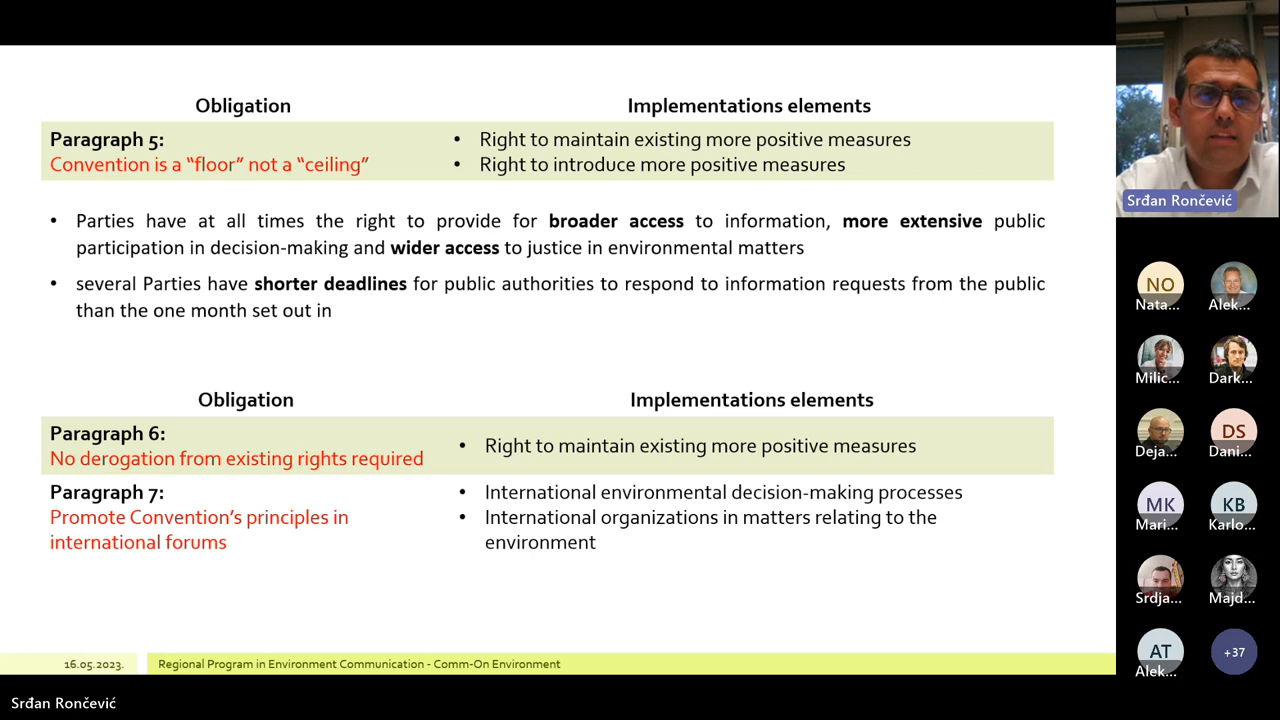 Obligation Implementations elements
Paragraph 5:
Convention is a “floor” not a “ceiling”
• Right to maintain existing more positive measures
• Right to introduce more positive measures
• Parties have at all times the right to provide for broader access to information, more extensive public
participation in decision-making and wider access to justice in environmental matters
• several Parties have shorter deadlines for public authorities to respond to information requests from the public
than the one month set out in
Obligation Implementations elements
Paragraph 6:
No derogation from existing rights required
• Right to maintain existing more positive measures
Paragraph 7:
Promote Convention’s principles in
international forums
• International environmental decision-making processes
• International organizations in matters relating to the
environment
16.05.2023. Regional Program in Environment Communication - Comm-On Environment
Srđan Rončević
Srđan Rončević
NO
Nata... Alek...
Milic... Dark...
DS
Deja... Dani...
MK KB
Mari... Karlo...
Srdja... Majd...
AT +37
Alek...